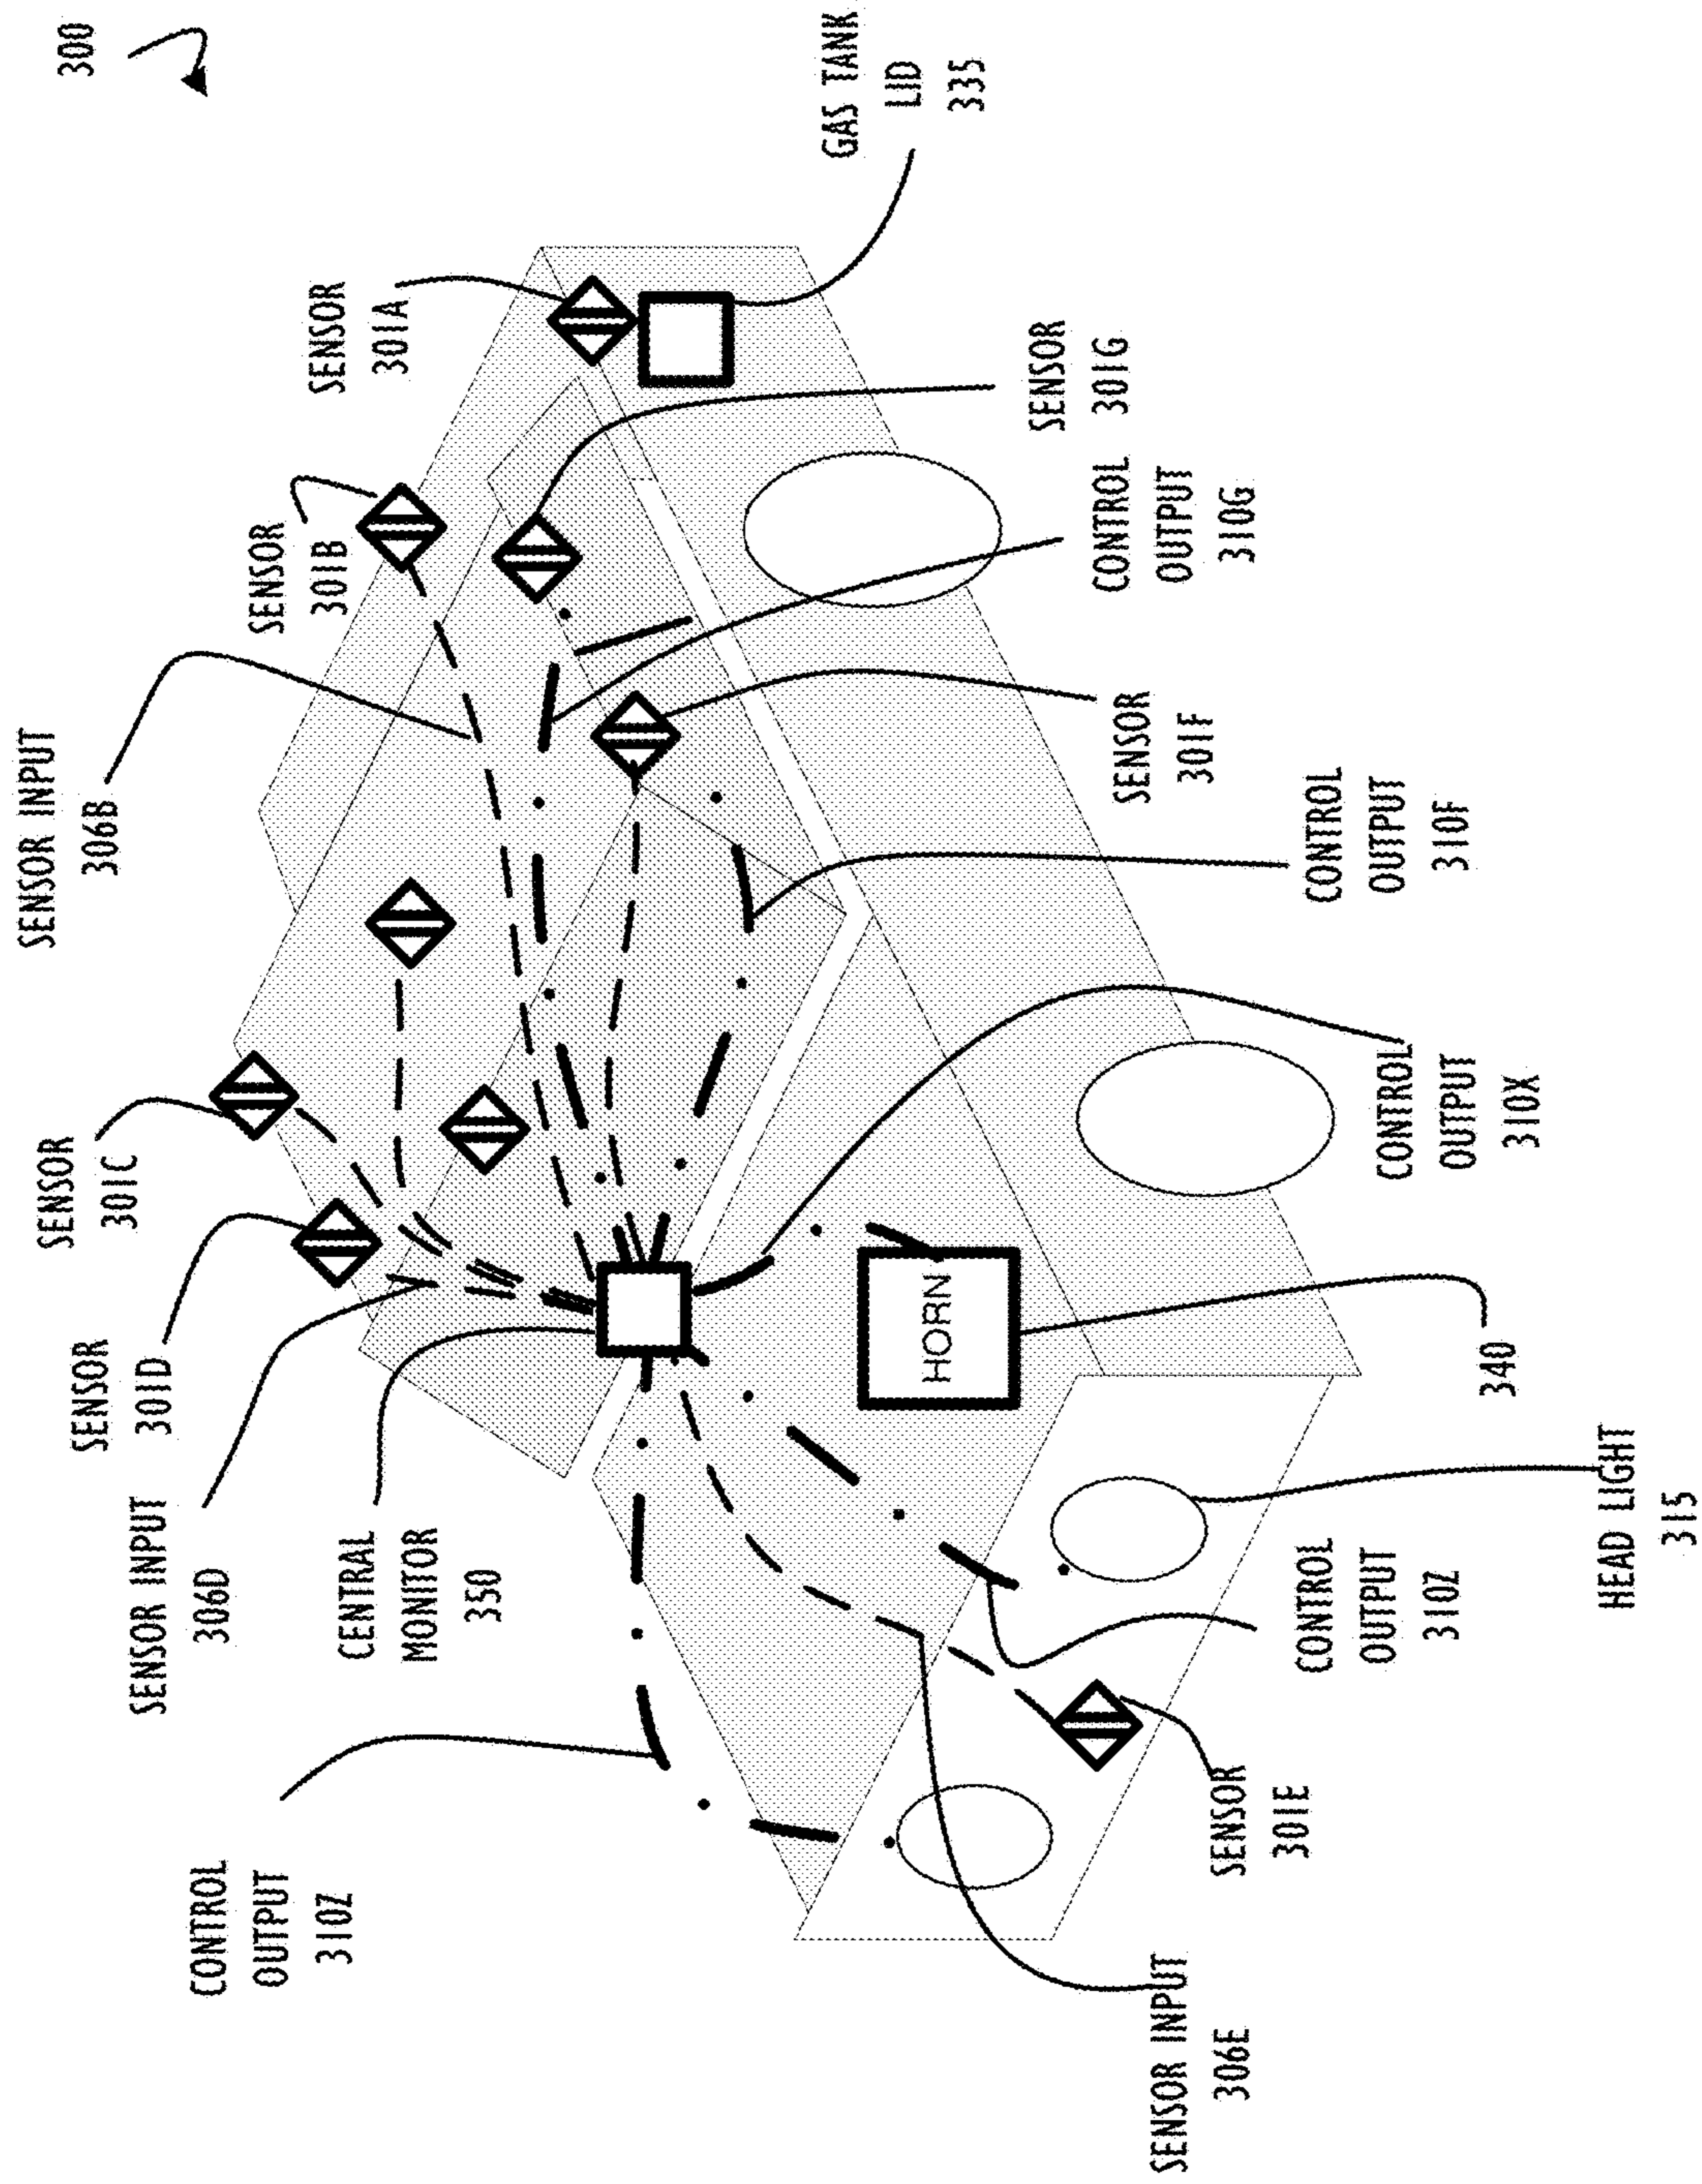 300
SENSOR INPUT
306B
SENSOR
301B
SENSOR
301A
GAS TANK
LID
335
SENSOR
301C
SENSOR
301D
SENSOR INPUT
306D
CENTRAL
MONITOR
350
CONTROL
OUTPUT
310Z
SENSOR
301G
CONTROL
OUTPUT
310G
SENSOR
301F
CONTROL
OUTPUT
310F
CONTROL
OUTPUT
310X
HORN
340
HEAD LIGHT
315
CONTROL
OUTPUT
310Z
SENSOR
301E
SENSOR INPUT
306E